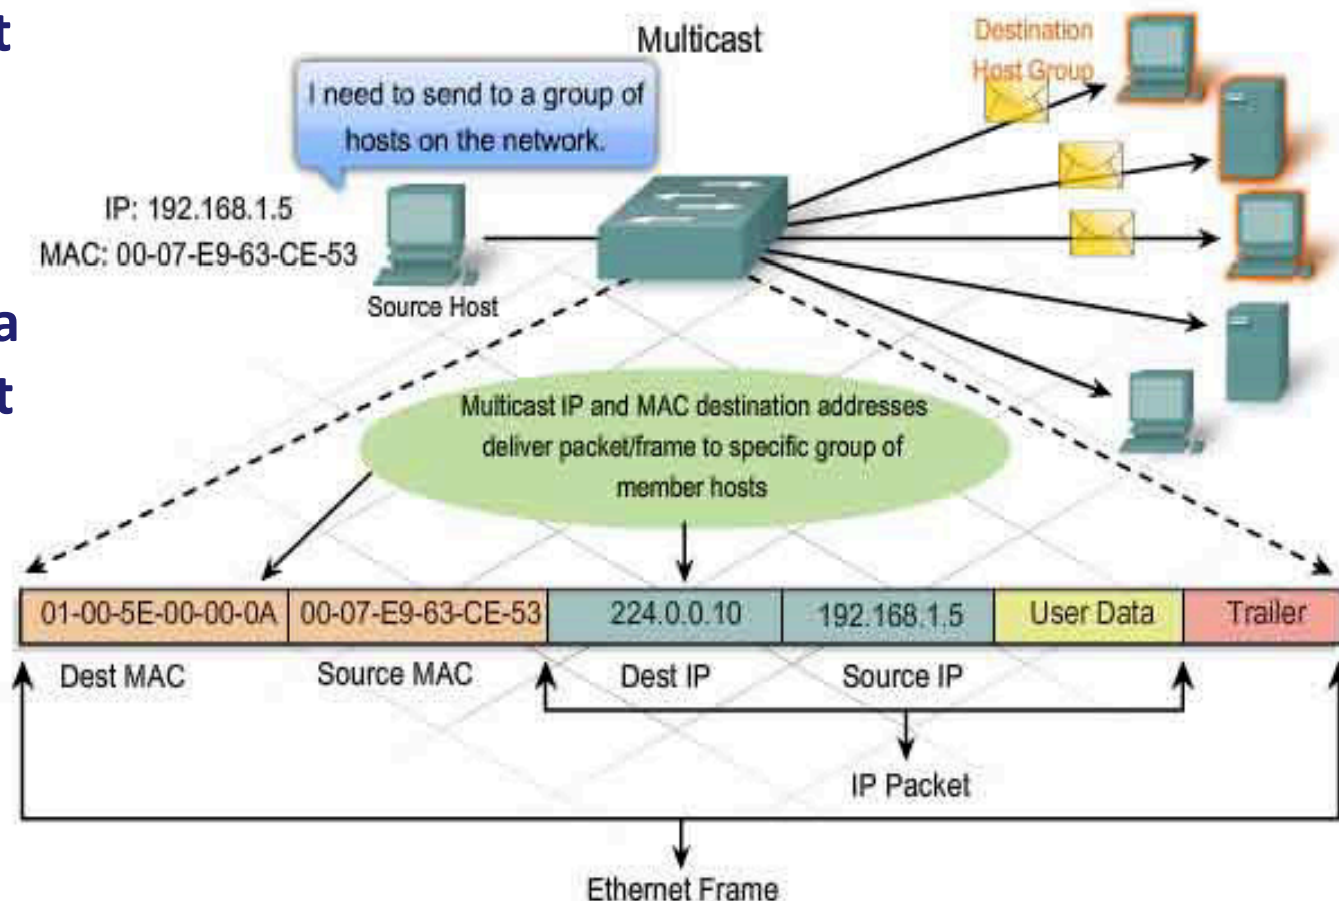 t
Multicast
Destination
Host Group
I need to send to a group of
hosts on the network.
IP: 192.168.1.5
MAC: 00-07-E9-63-CE-53
Source Host
a
t
Multicast IP and MAC destination addresses
deliver packet/frame to specific group of
member hosts
01-00-5E-00-00-0A 00-07-E9-63-CE-53 224.0.0.10 192.168.1.5 User Data Trailer
Dest MAC Source MAC Dest IP Source IP
IP Packet
Ethernet Frame